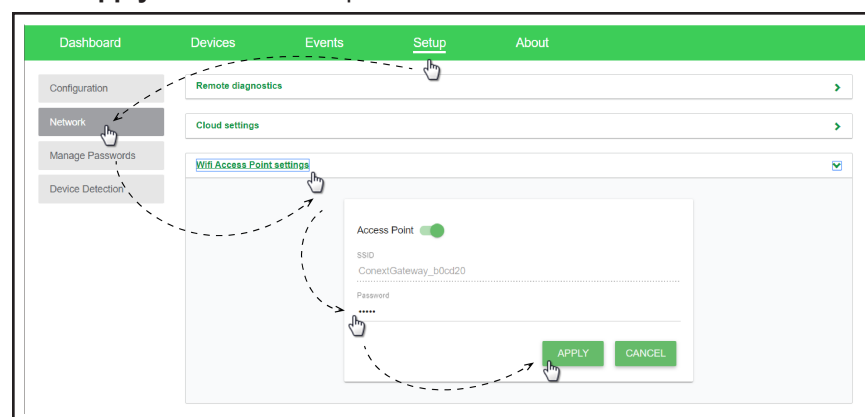 Apply
Dashboard Devices Events Setup About
Configuration
Network
Manage Passwords
Device Detection
Remote diagnostics
Cloud settings
Wifi Access Point settings
Access Point
SSID
ConextGateway_b0cd20
Password
•••••
APPLY CANCEL